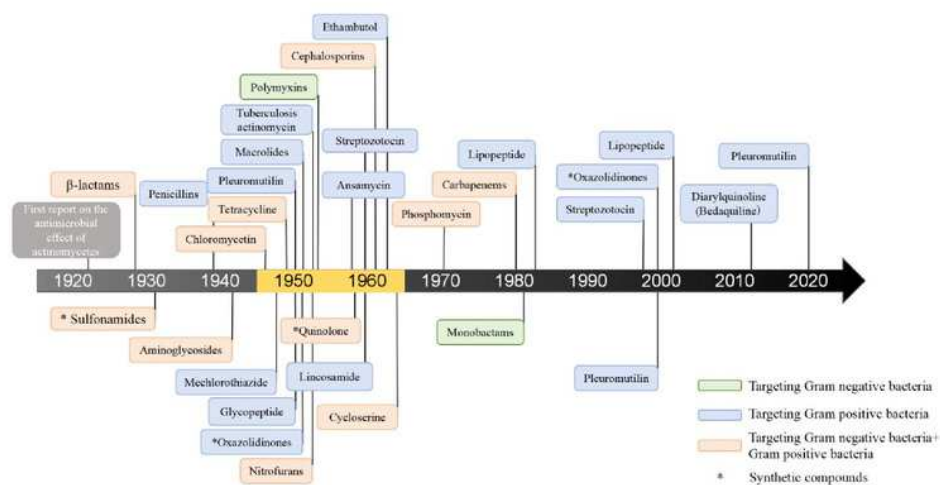 Ethambutol
Cephalosporins
Polymyxins
Tuberculosis
actinomycin
Streptozotocin
Macrolides
Lipopeptide
Lipopeptide
Pleuromutilin
β-lactams
Penicillins
Pleuromutilin
Ansamycin
Carbapenems
*Oxazolidinones
Diarylquinoline
(Bedaquiline)
First report on the
antimicrobial
effect of
actinomycetes
Tetracycline
Phosphomycin
Streptozotocin
Chloromycetin
1920 1930 1940 1950 1960 1970 1980 1990 2000 2010 2020
* Sulfonamides
*Quinolone
Monobactams
Aminoglycosides
Mechlorothiazide
Lincosamide
Pleuromutilin
Glycopeptide
Cycloserine
*Oxazolidinones
Nitrofurans
Targeting Gram negative bacteria
Targeting Gram positive bacteria
Targeting Gram negative bacteria+
Gram positive bacteria
* Synthetic compounds